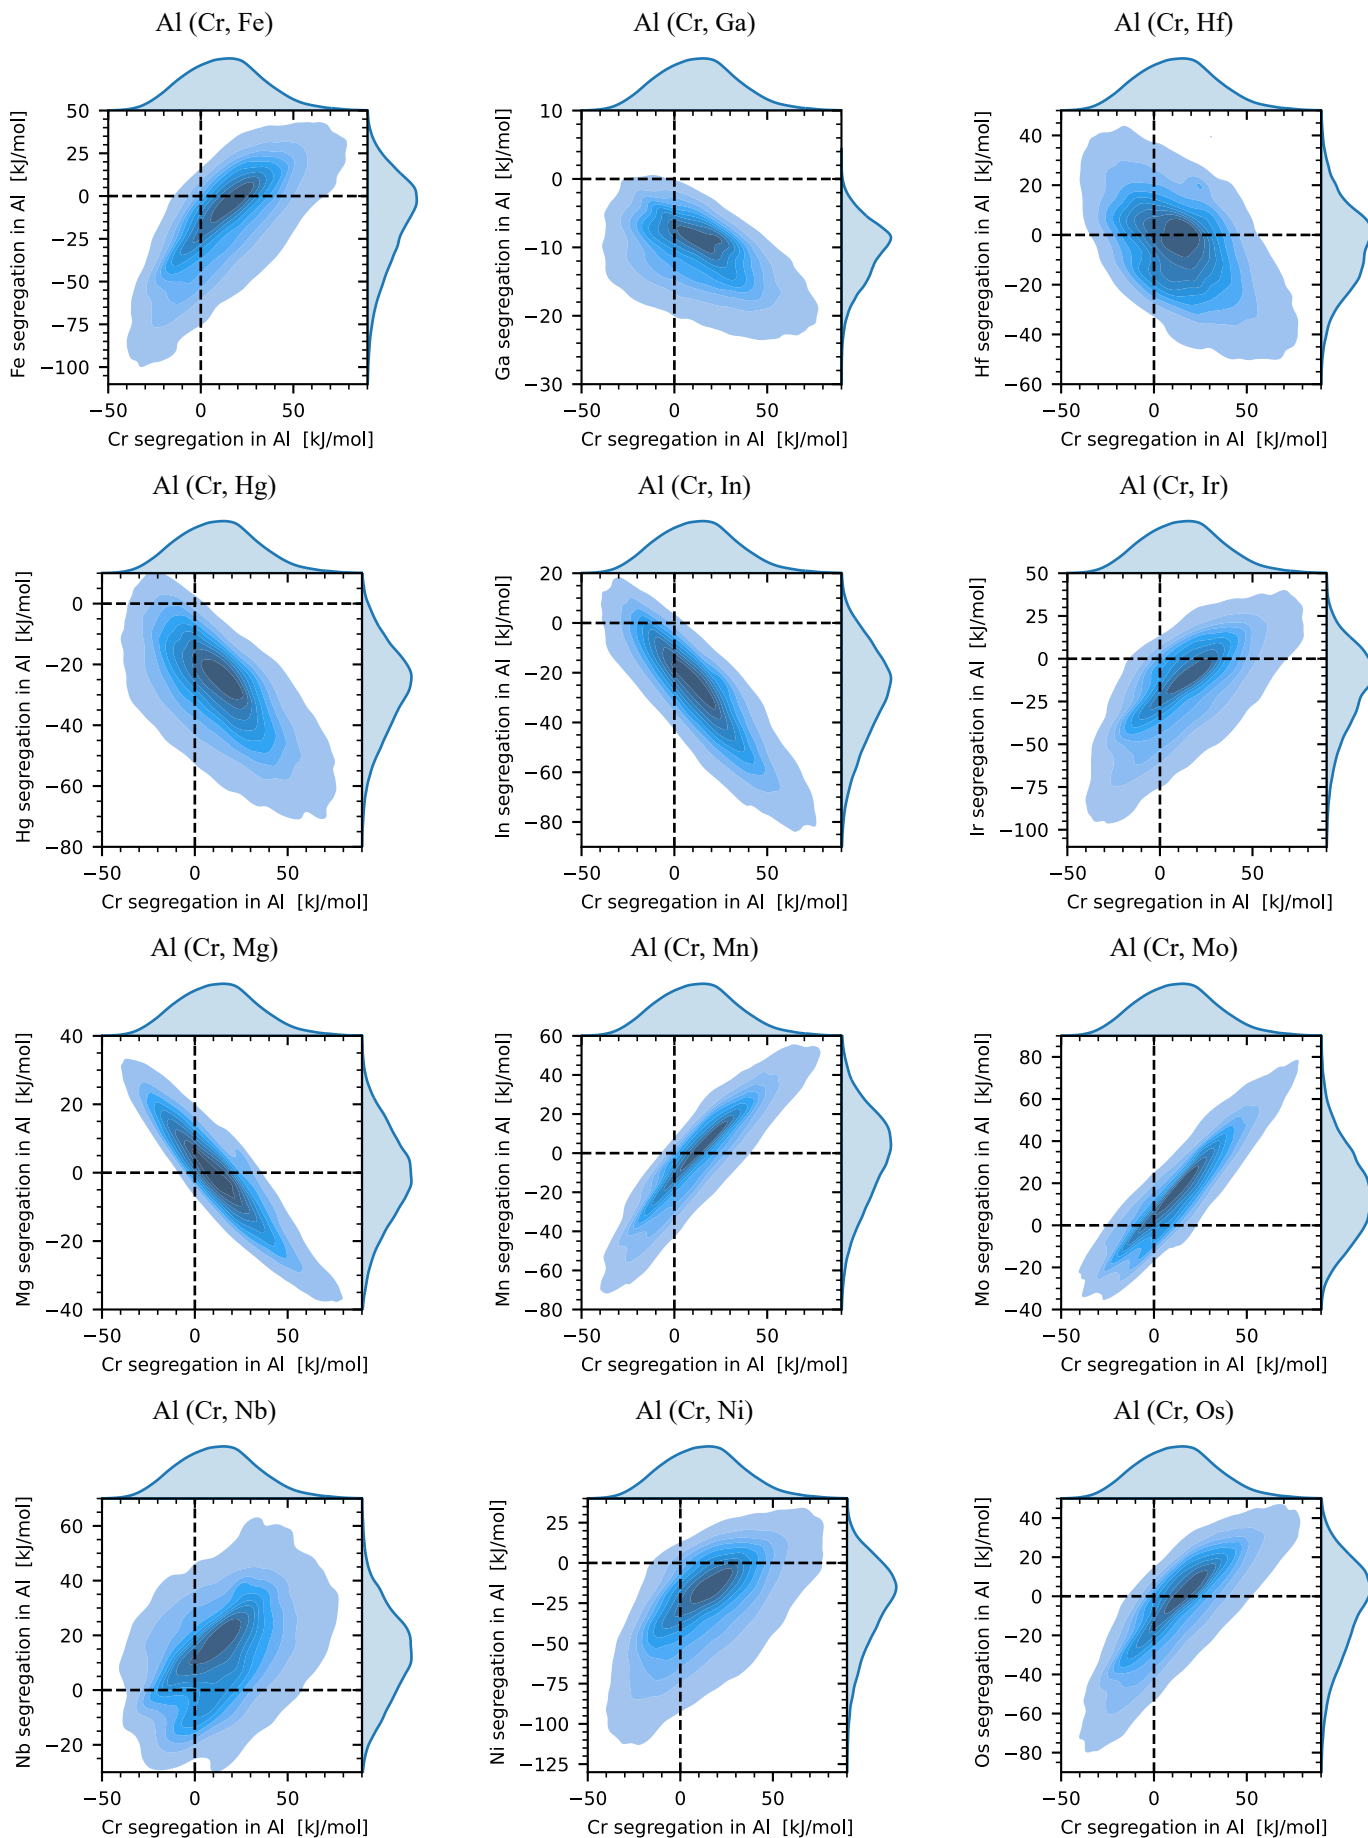 Al (Cr, Fe)
Al (Cr, Ga)
Al (Cr, Hf)
Fe segregation in Al [kJ/mol]
50
25
0
−25
−50
−75
−100
−50 0 50
Cr segregation in Al [kJ/mol]
Ga segregation in Al [kJ/mol]
10
0
−10
−20
−30
−50 0 50
Cr segregation in Al [kJ/mol]
Hf segregation in Al [kJ/mol]
40
20
0
−20
−40
−60
−50 0 50
Cr segregation in Al [kJ/mol]
Al (Cr, Hg)
Al (Cr, In)
Al (Cr, Ir)
Hg segregation in Al [kJ/mol]
0
−20
−40
−60
−80
−50 0 50
Cr segregation in Al [kJ/mol]
In segregation in Al [kJ/mol]
20
0
−20
−40
−60
−80
−50 0 50
Cr segregation in Al [kJ/mol]
Ir segregation in Al [kJ/mol]
50
25
0
−25
−50
−75
−100
−50 0 50
Cr segregation in Al [kJ/mol]
Al (Cr, Mg)
Al (Cr, Mn)
Al (Cr, Mo)
Mg segregation in Al [kJ/mol]
40
20
0
−20
−40
−50 0 50
Cr segregation in Al [kJ/mol]
Mn segregation in Al [kJ/mol]
60
40
20
0
−20
−40
−60
−80
−50 0 50
Cr segregation in Al [kJ/mol]
Mo segregation in Al [kJ/mol]
80
60
40
20
0
−20
−40
−50 0 50
Cr segregation in Al [kJ/mol]
Al (Cr, Nb)
Al (Cr, Ni)
Al (Cr, Os)
Nb segregation in Al [kJ/mol]
60
40
20
0
−20
−50 0 50
Cr segregation in Al [kJ/mol]
Ni segregation in Al [kJ/mol]
25
0
−25
−50
−75
−100
−125
−50 0 50
Cr segregation in Al [kJ/mol]
Os segregation in Al [kJ/mol]
40
20
0
−20
−40
−60
−80
−50 0 50
Cr segregation in Al [kJ/mol]